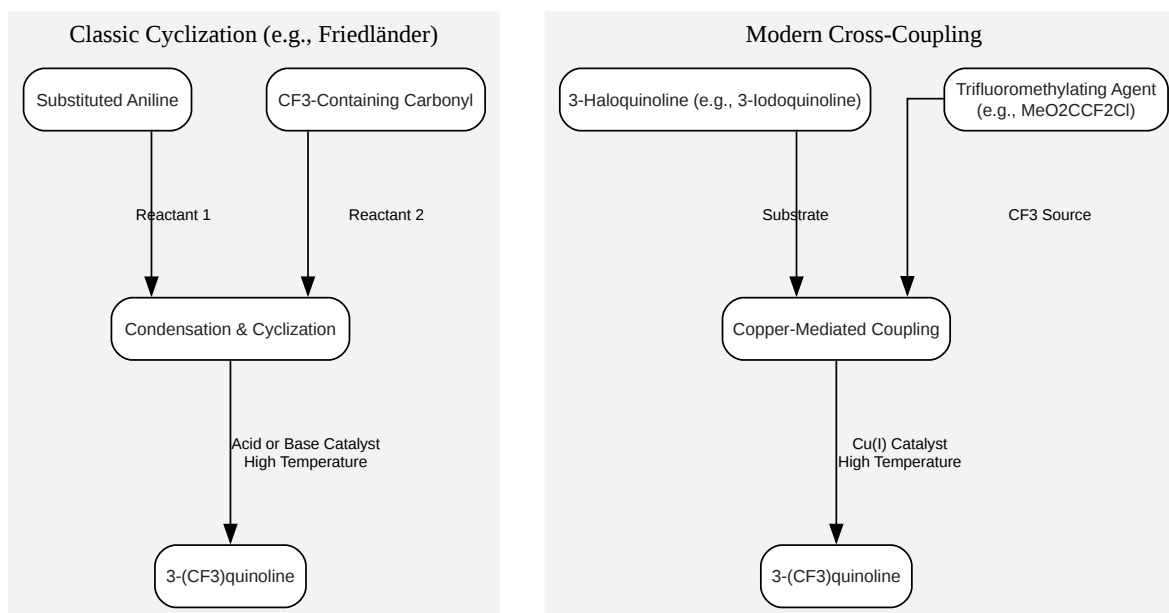 Classic Cyclization (e.g., Friedländer)
Substituted Aniline
CF3-Containing Carbonyl
Reactant 1
Reactant 2
Condensation & Cyclization
Acid or Base Catalyst
High Temperature
3-(CF3)quinoline
Modern Cross-Coupling
3-Haloquinoline (e.g., 3-Iodoquinoline)
Trifluoromethylating Agent
(e.g., MeO2CCF2Cl)
Substrate
CF3 Source
Copper-Mediated Coupling
Cu(I) Catalyst
High Temperature
3-(CF3)quinoline